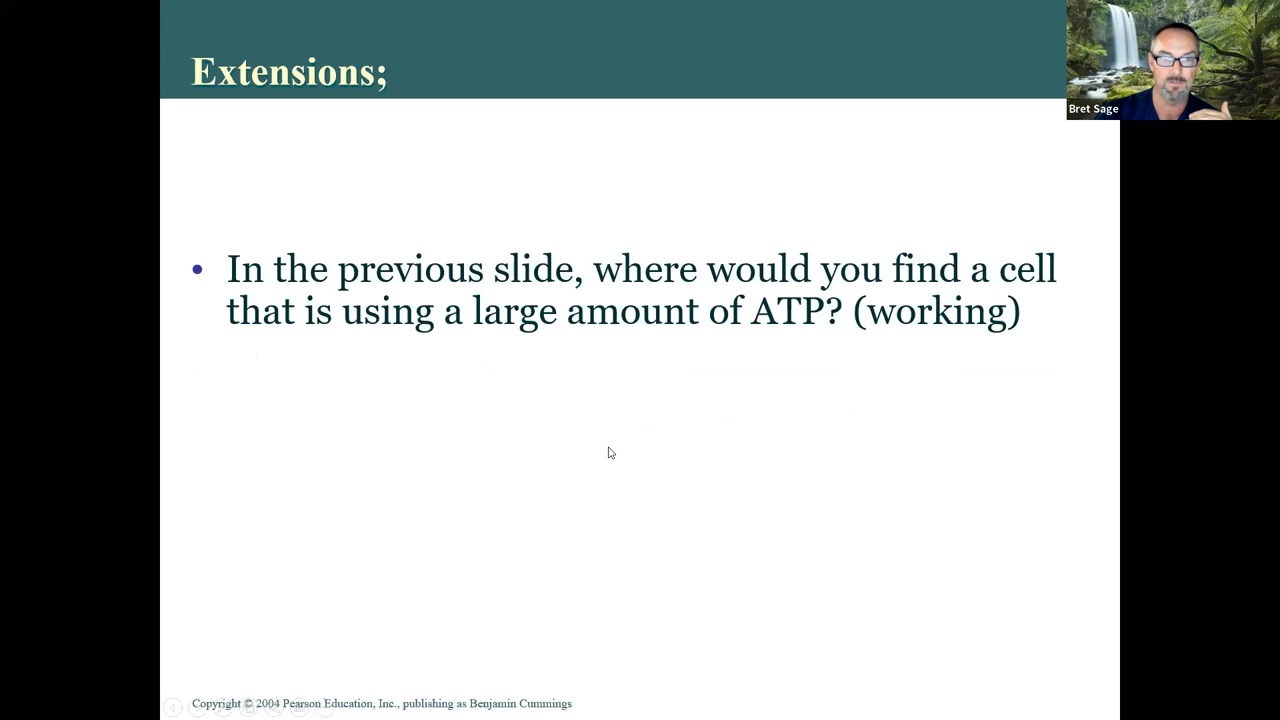 Extensions;
Bret Sage
• In the previous slide, where would you find a cell
that is using a large amount of ATP? (working)
Copyright © 2004 Pearson Education, Inc., publishing as Benjamin Cummings